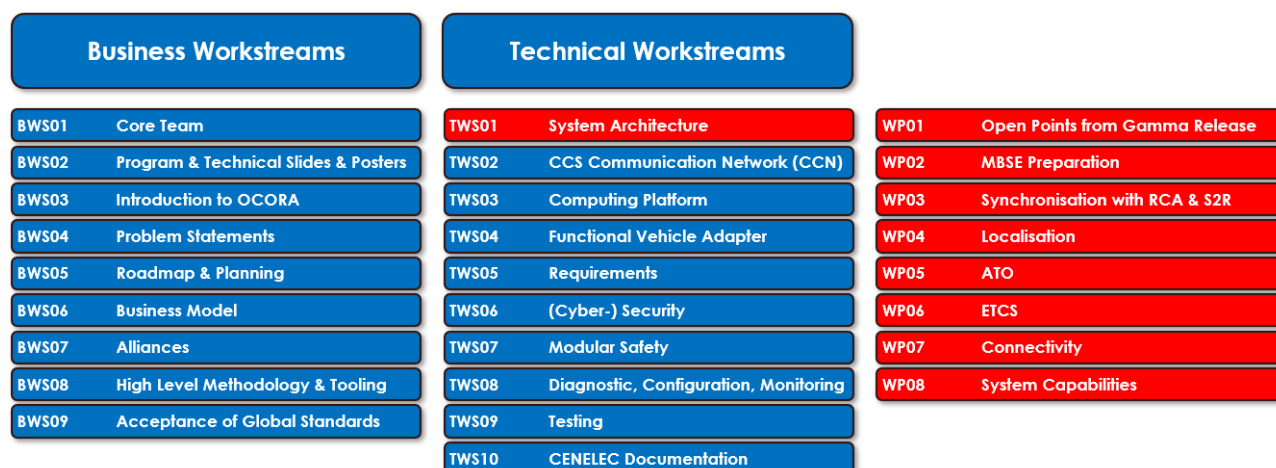 Business Workstreams
Technical Workstreams
BWS01 Core Team
BWS02 Program & Technical Slides & Posters
BWS03 Introduction to OCORA
BWS04 Problem Statements
BWS05 Roadmap & Planning
BWS06 Business Model
BWS07 Alliances
BWS08 High Level Methodology & Tooling
BWS09 Acceptance of Global Standards
TWS01 System Architecture
TWS02 CCS Communication Network (CCN)
TWS03 Computing Platform
TWS04 Functional Vehicle Adapter
TWS05 Requirements
TWS06 (Cyber-) Security
TWS07 Modular Safety
TWS08 Diagnostic, Configuration, Monitoring
TWS09 Testing
TWS10 CENELEC Documentation
WP01 Open Points from Gamma Release
WP02 MBSE Preparation
WP03 Synchronisation with RCA & S2R
WP04 Localisation
WP05 ATO
WP06 ETCS
WP07 Connectivity
WP08 System Capabilities